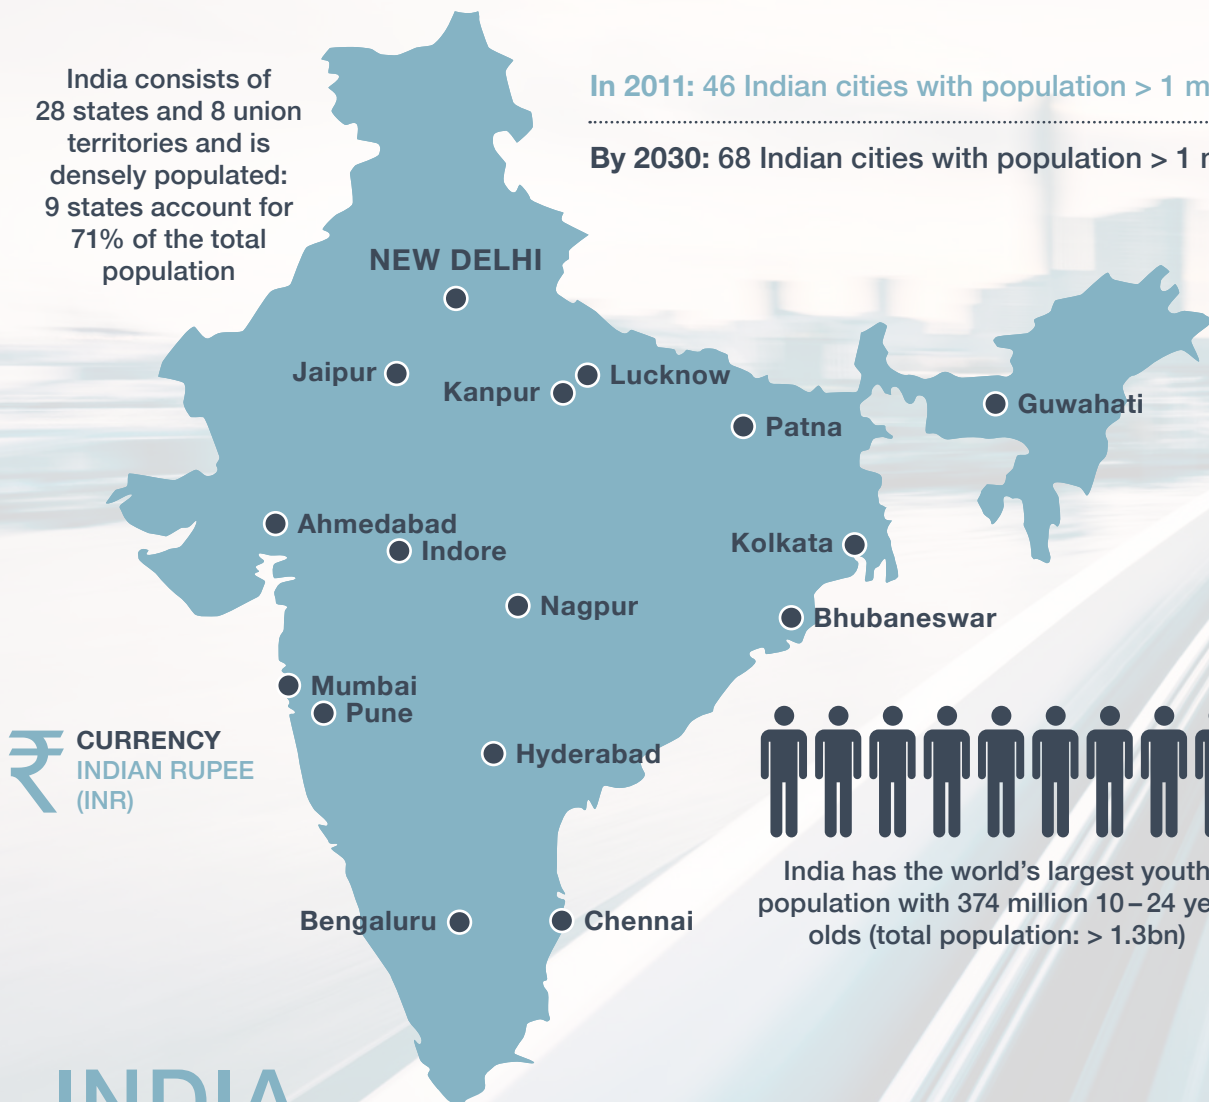 India consists of
28 states and 8 union
territories and is
densely populated:
9 states account for
71% of the total
population
In 2011: 46 Indian cities with population > 1 m
By 2030: 68 Indian cities with population > 1
NEW DELHI
Jaipur
Kanpur
Lucknow
Patna
Guwahati
Ahmedabad
Indore
Kolkata
Nagpur
Bhubaneswar
Mumbai
Pune
Hyderabad
₹ CURRENCY
INDIAN RUPEE
(INR)
India has the world’s largest youth
population with 374 million 10–24 ye
olds (total population: > 1.3bn)
Bengaluru
Chennai
INDIA